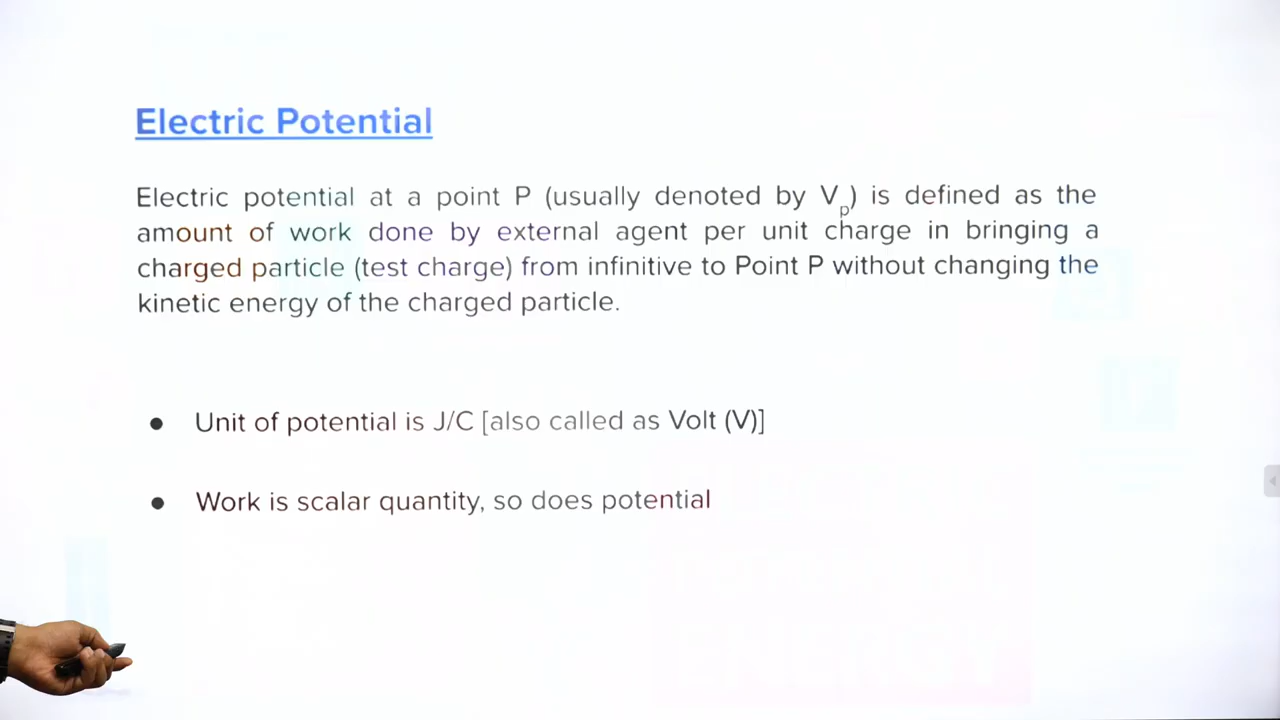 Electric Potential
Electric potential at a point P (usually denoted by Vp) is defined as the
amount of work done by external agent per unit charge in bringing a
charged particle (test charge) from infinitive to Point P without changing the
kinetic energy of the charged particle.
● Unit of potential is J/C [also called as Volt (V)]
● Work is scalar quantity, so does potential